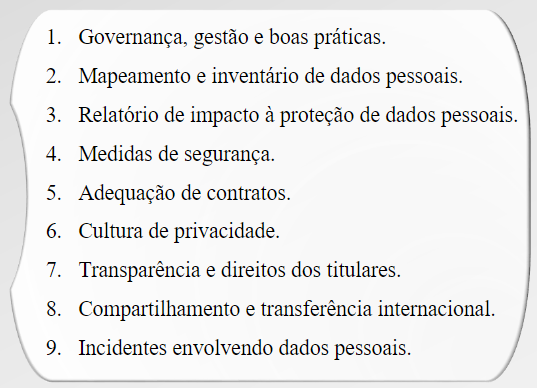 1. Governança, gestão e boas práticas.
2. Mapeamento e inventário de dados pessoais.
3. Relatório de impacto à proteção de dados pessoais.
4. Medidas de segurança.
5. Adequação de contratos.
6. Cultura de privacidade.
7. Transparência e direitos dos titulares.
8. Compartilhamento e transferência internacional.
9. Incidentes envolvendo dados pessoais.